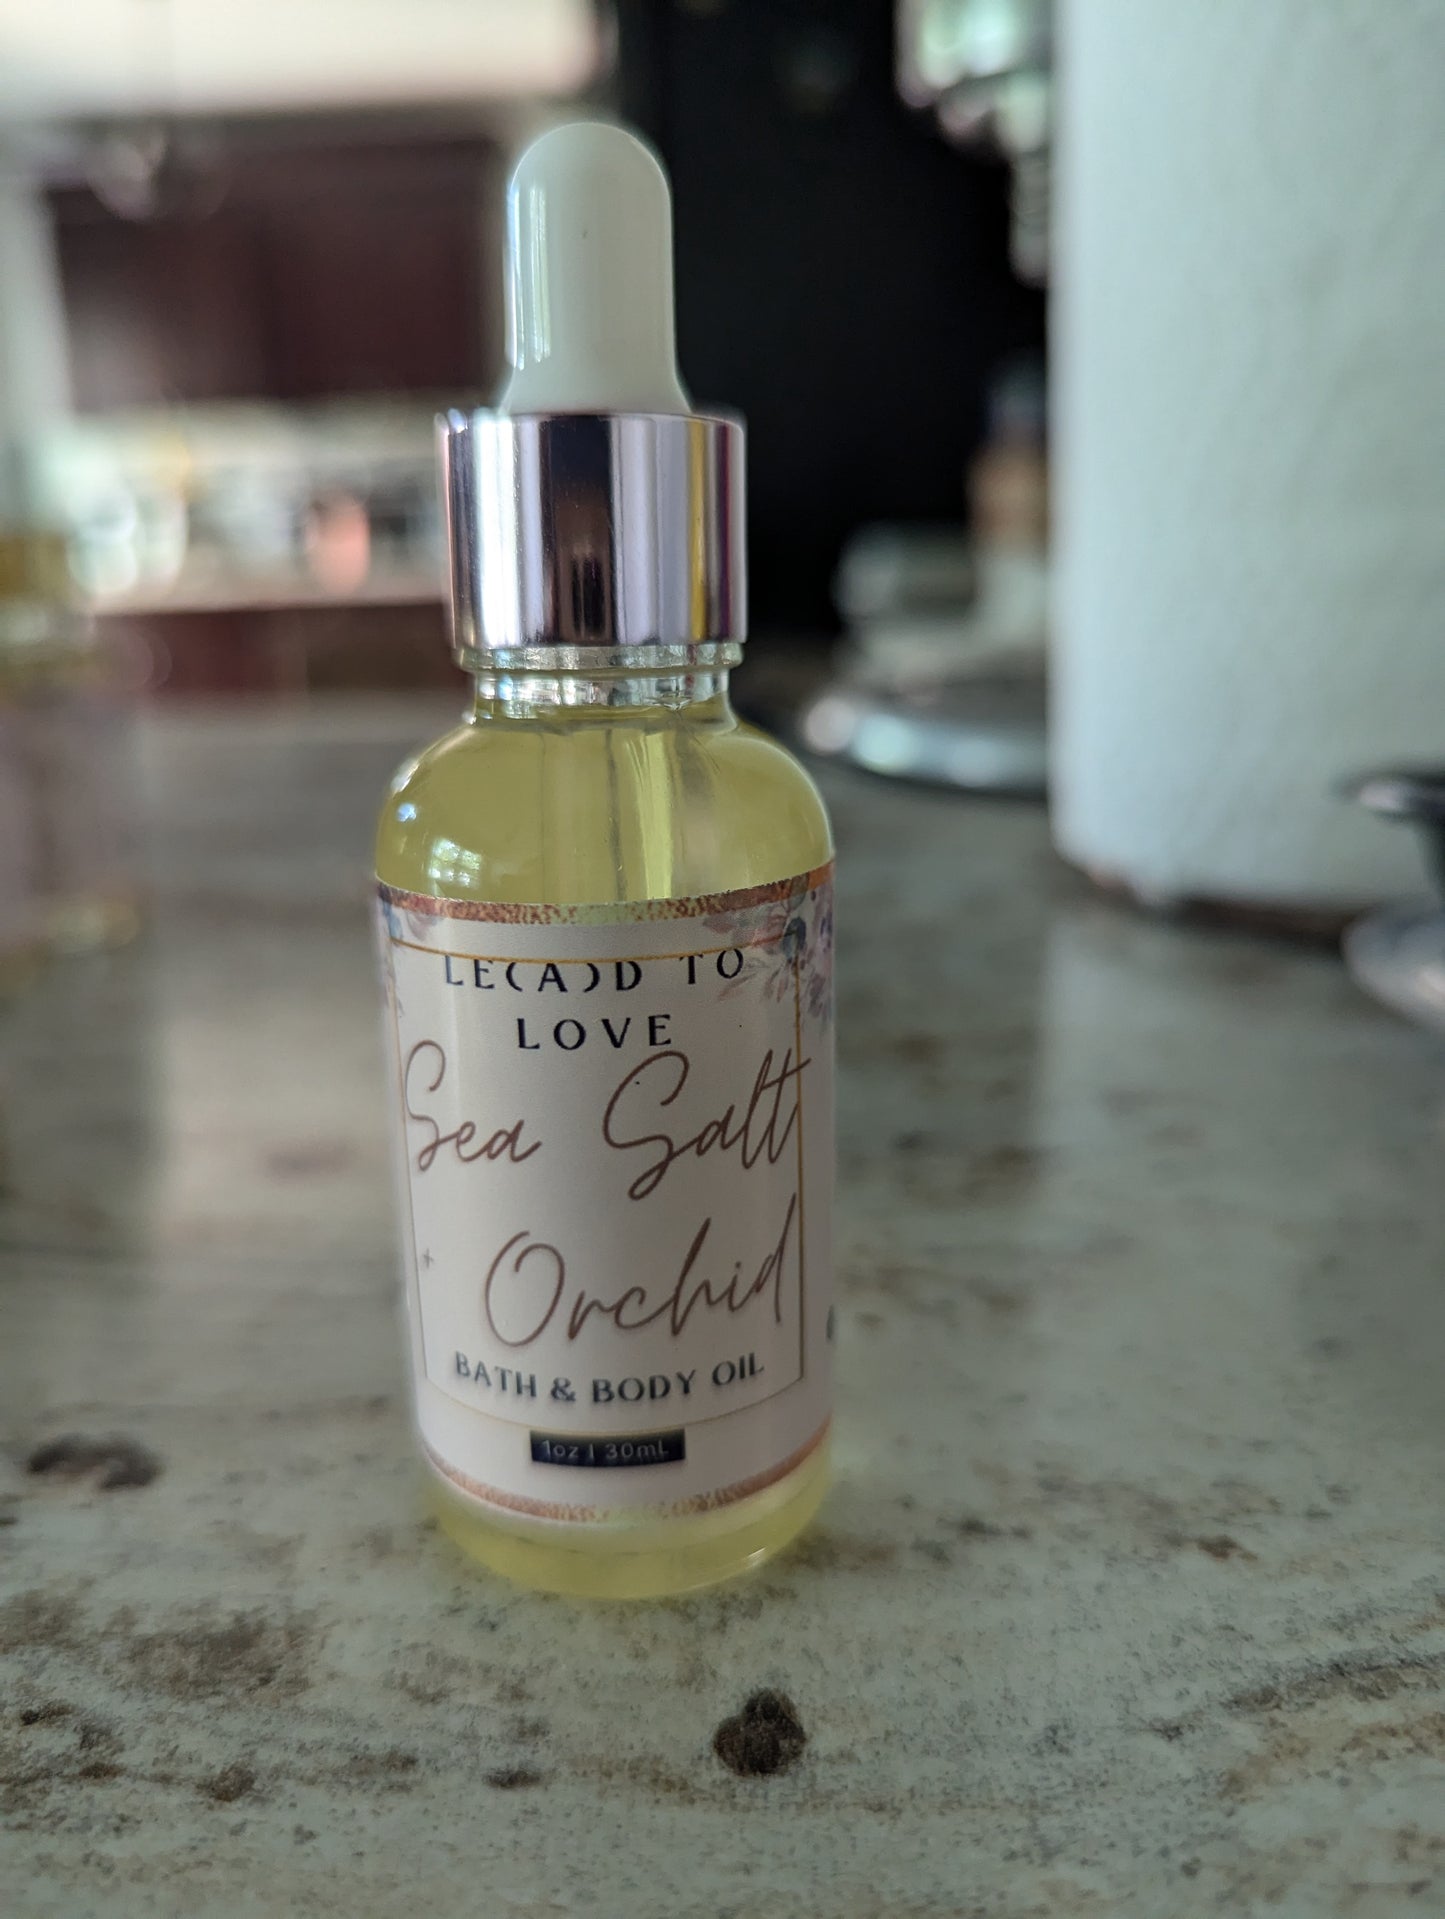 LE(A)D TO
LOVE
Sea Salt
+ Orchid
BATH & BODY OIL
1oz | 30mL